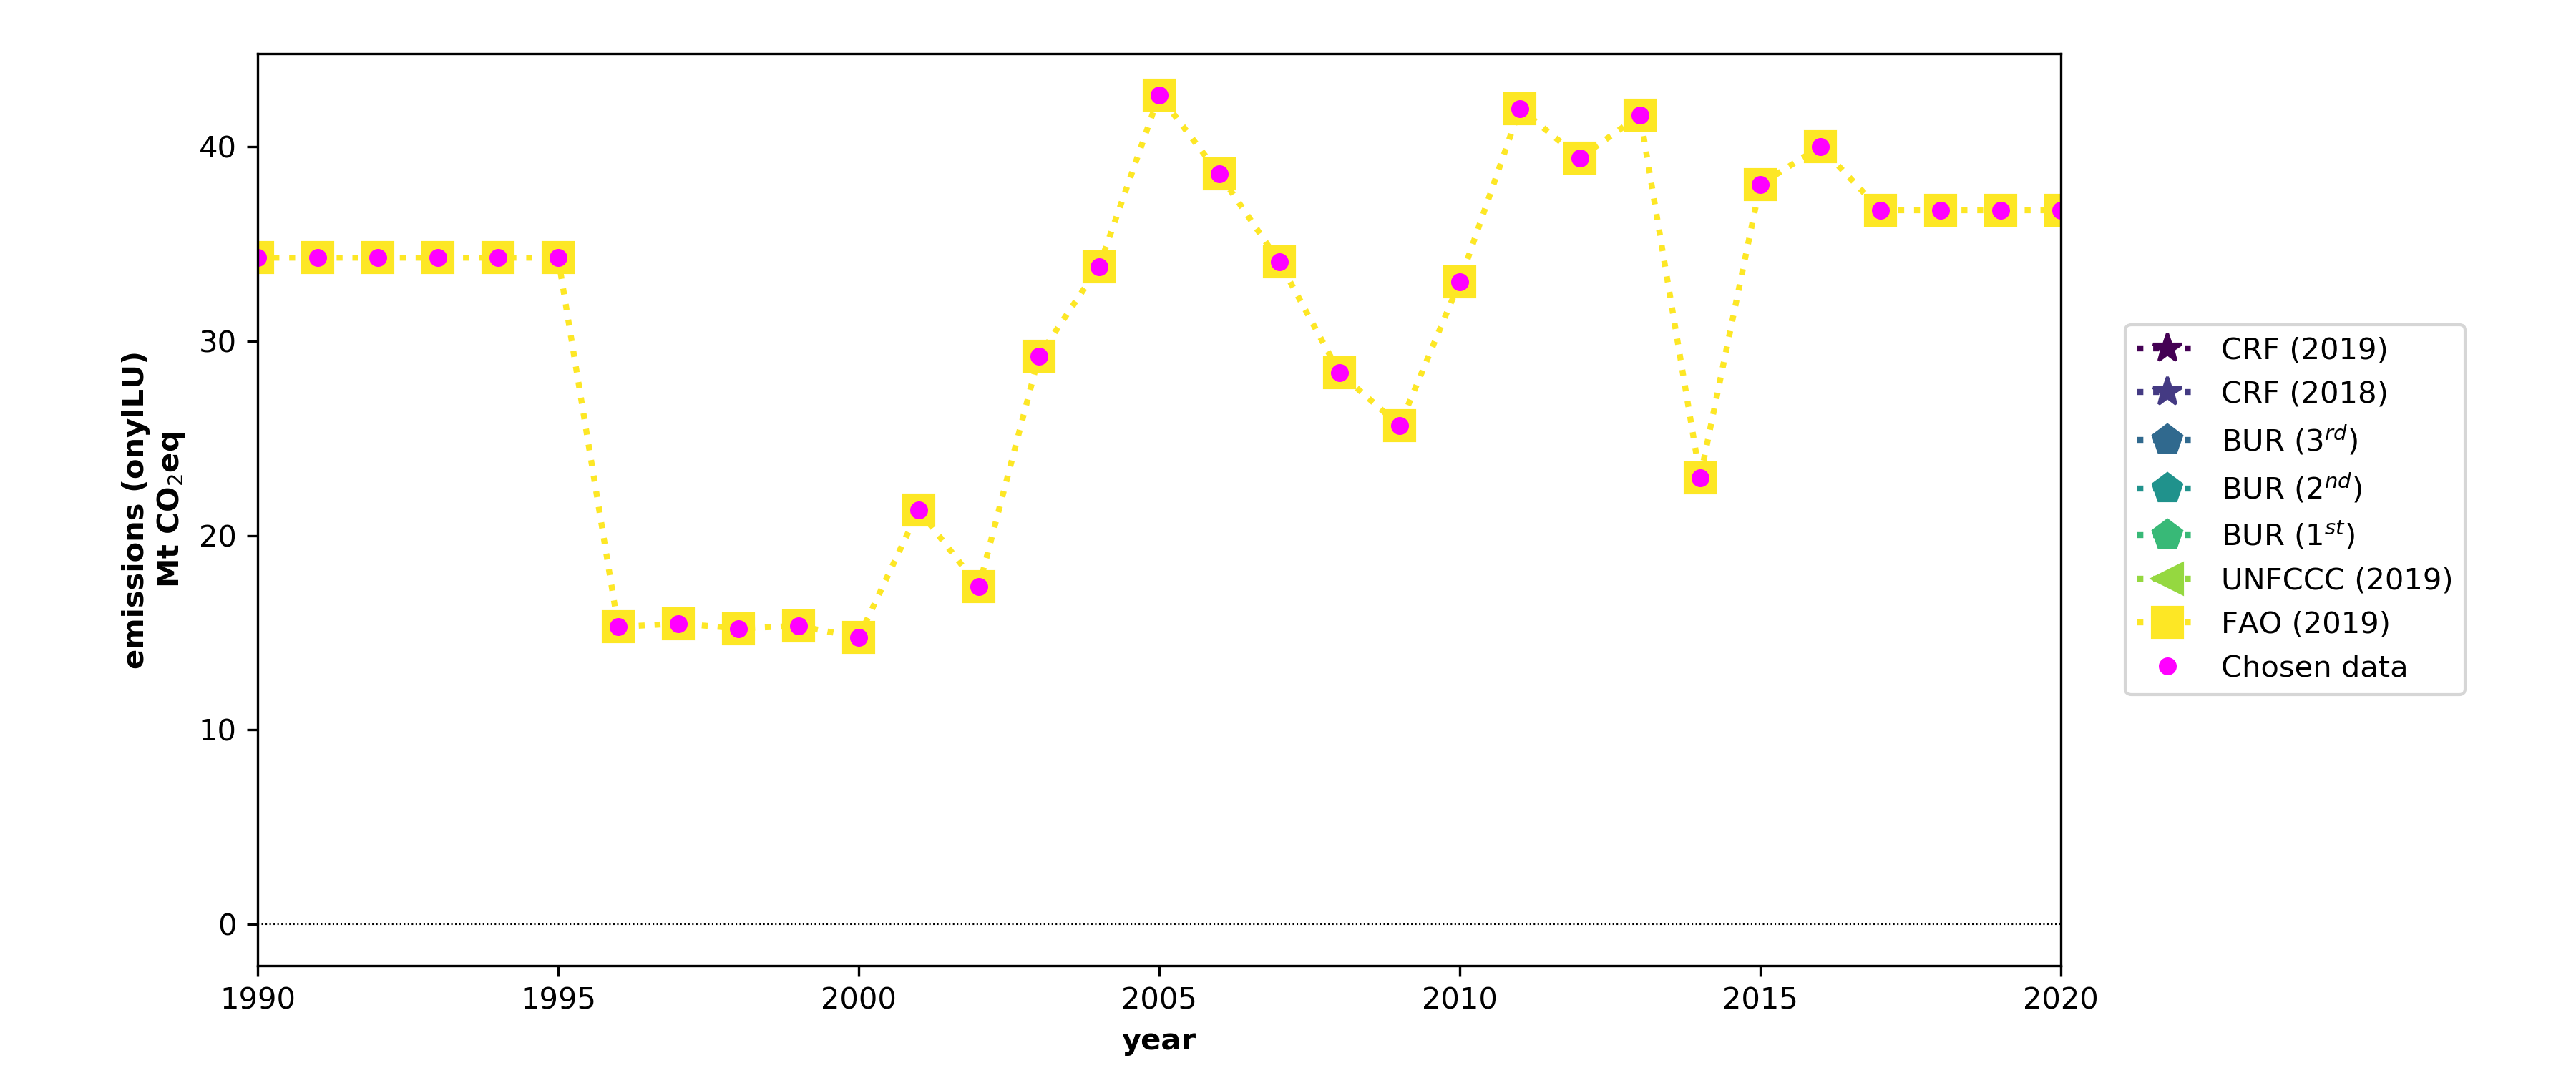 emissions (onylLU)
Mt CO₂eq
40
30
20
10
0
1990 1995 2000 2005 2010 2015 2020
year
CRF (2019)
CRF (2018)
BUR (3ʳᵈ)
BUR (2ⁿᵈ)
BUR (1ˢᵗ)
UNFCCC (2019)
FAO (2019)
Chosen data